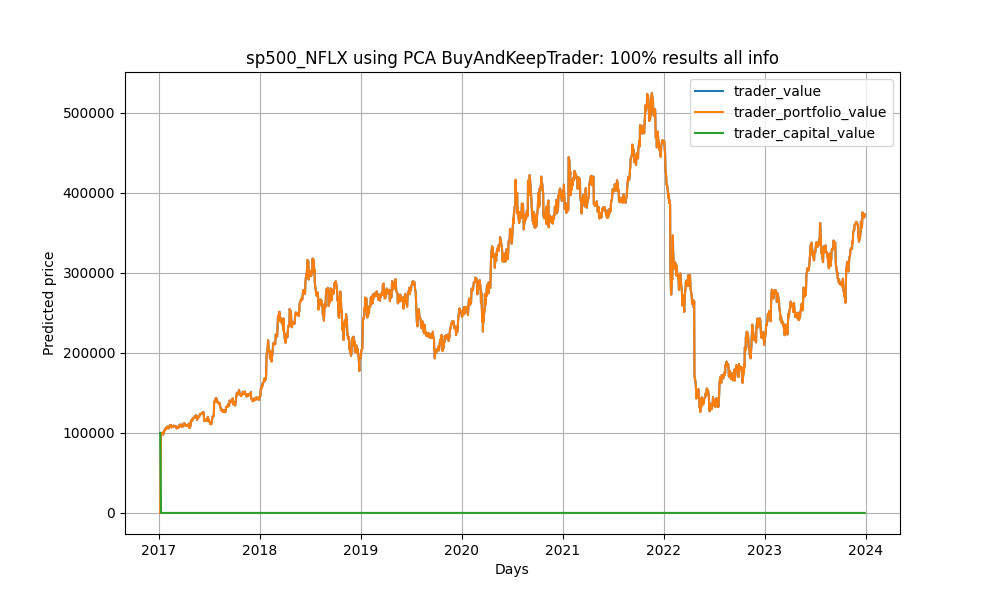 sp500_NFLX using PCA BuyAndKeepTrader: 100% results all info
trader_value
trader_portfolio_value
trader_capital_value
Predicted price
500000
400000
300000
200000
100000
0
2017 2018 2019 2020 2021 2022 2023 2024
Days